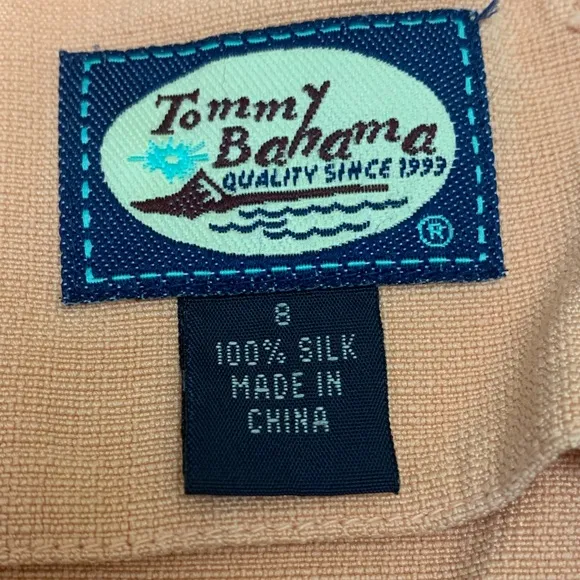 Tommy
Bahama
QUALITY SINCE 1993
®
8
100% SILK
MADE IN
CHINA